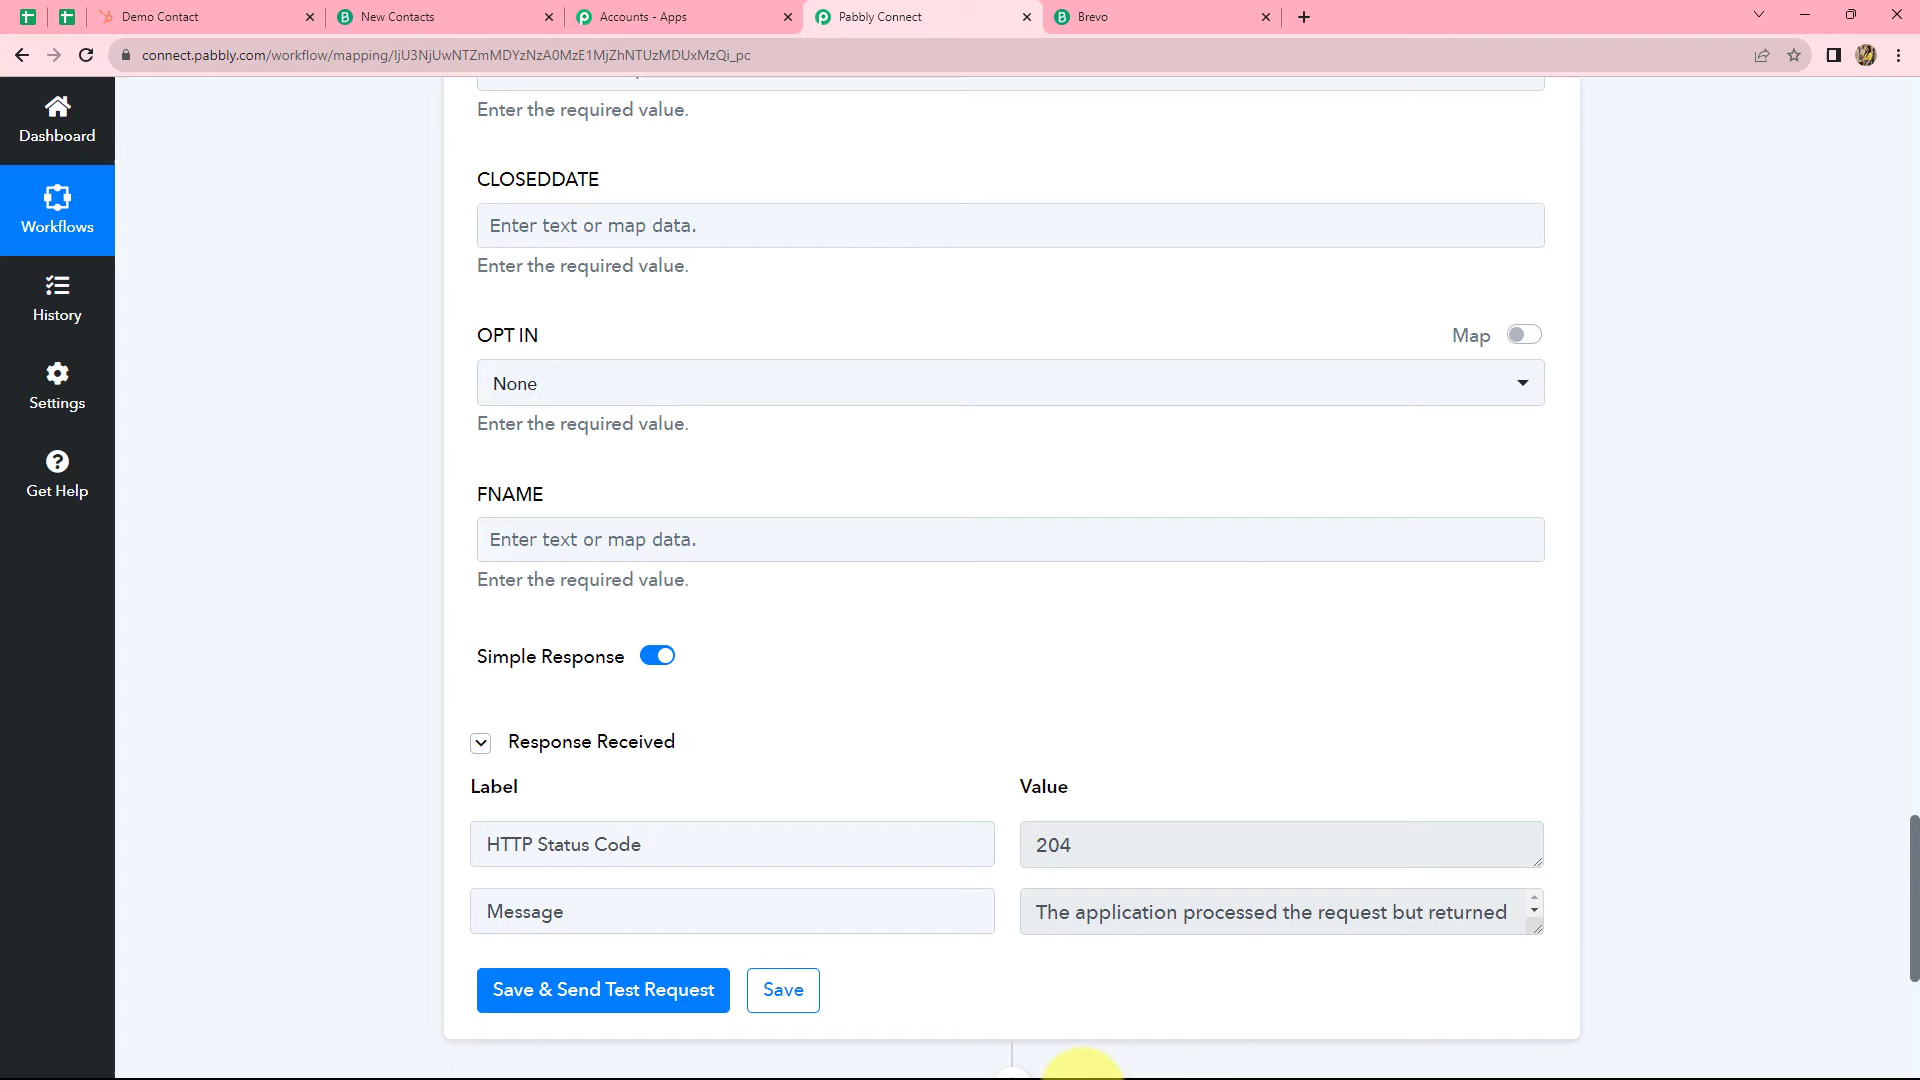 Demo Contact
New Contacts
Accounts - Apps
Pabbly Connect
Brevo
connect.pabbly.com/workflow/mapping/IjU3NjUwNTZmMDYzNzA0MzE1MjZhNTUzMDUxMzQi_pc
Dashboard
Workflows
History
Settings
Get Help
Enter the required value.
CLOSEDDATE
Enter text or map data.
Enter the required value.
OPT IN
Map
None
Enter the required value.
FNAME
Enter text or map data.
Enter the required value.
Simple Response
Response Received
Label
Value
HTTP Status Code
204
Message
The application processed the request but returned
Save & Send Test Request
Save